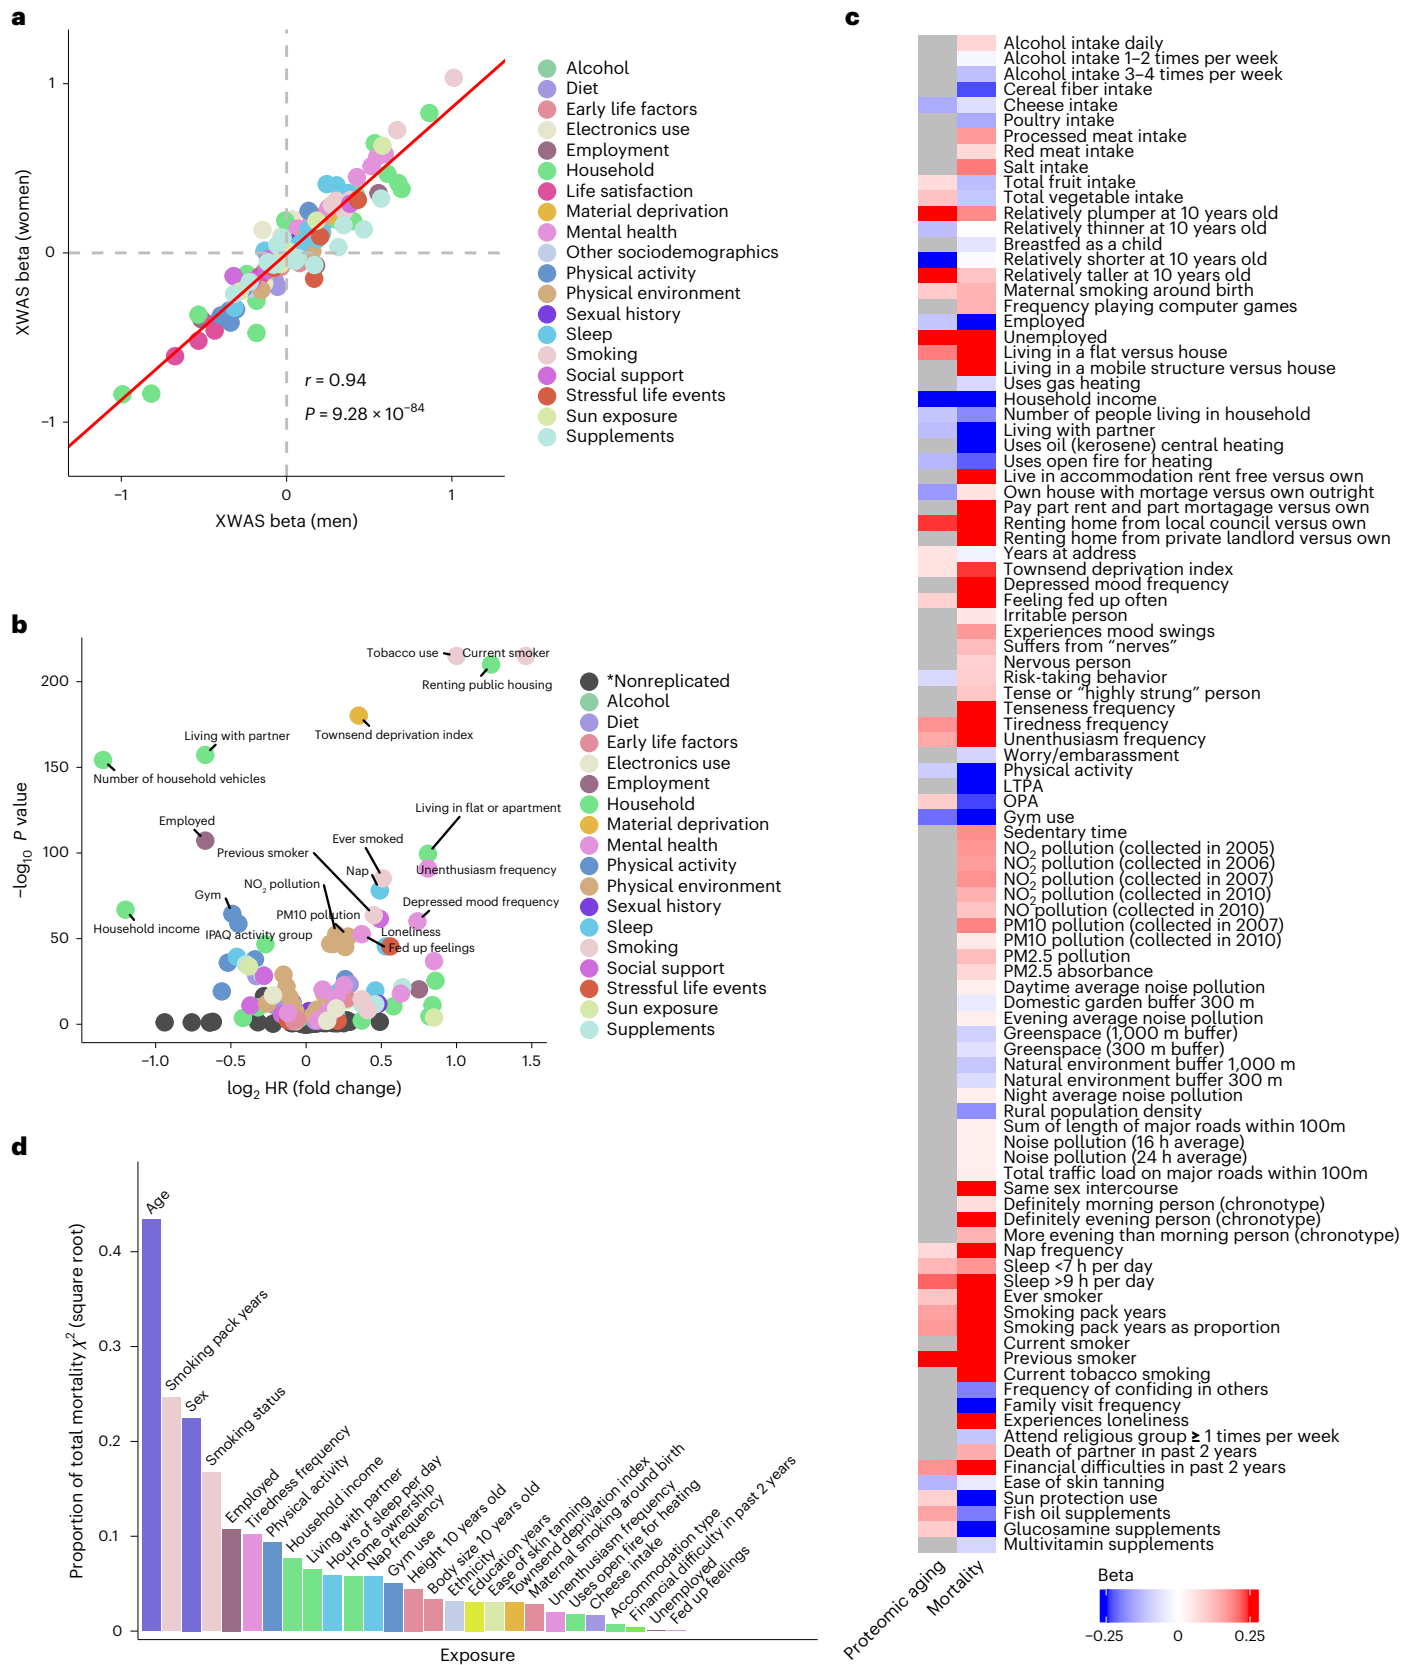 a
1
0
−1
−1
0
1
XWAS beta (women)
XWAS beta (men)
r = 0.94
P = 9.28 × 10−84
Alcohol
Diet
Early life factors
Electronics use
Employment
Household
Life satisfaction
Material deprivation
Mental health
Other sociodemographics
Physical activity
Physical environment
Sexual history
Sleep
Smoking
Social support
Stressful life events
Sun exposure
Supplements
b
200
150
100
50
0
−1.0
−0.5
0
0.5
1.0
1.5
−log10 P value
log2 HR (fold change)
Tobacco use
Current smoker
Renting public housing
Townsend deprivation index
Living with partner
Number of household vehicles
Living in flat or apartment
Employed
Ever smoked
Previous smoker
Nap
Unenthusiasm frequency
NO2 pollution
Gym
Depressed mood frequency
PM10 pollution
Household income
IPAQ activity group
Loneliness
Fed up feelings
*Nonreplicated
Alcohol
Diet
Early life factors
Electronics use
Employment
Household
Material deprivation
Mental health
Physical activity
Physical environment
Sexual history
Sleep
Smoking
Social support
Stressful life events
Sun exposure
Supplements
c
Alcohol intake daily
Alcohol intake 1–2 times per week
Alcohol intake 3–4 times per week
Cereal fiber intake
Cheese intake
Poultry intake
Processed meat intake
Red meat intake
Salt intake
Total fruit intake
Total vegetable intake
Relatively plumper at 10 years old
Relatively thinner at 10 years old
Breastfed as a child
Relatively shorter at 10 years old
Relatively taller at 10 years old
Maternal smoking around birth
Frequency playing computer games
Employed
Unemployed
Living in a flat versus house
Living in a mobile structure versus house
Uses gas heating
Household income
Number of people living in household
Living with partner
Uses oil (kerosene) central heating
Uses open fire for heating
Live in accommodation rent free versus own
Own house with mortage versus own outright
Pay part rent and part mortagage versus own
Renting home from local council versus own
Renting home from private landlord versus own
Years at address
Townsend deprivation index
Depressed mood frequency
Feeling fed up often
Irritable person
Experiences mood swings
Suffers from “nerves”
Nervous person
Risk-taking behavior
Tense or “highly strung” person
Tenseness frequency
Tiredness frequency
Unenthusiasm frequency
Worry/embarassment
Physical activity
LTPA
OPA
Gym use
Sedentary time
NO2 pollution (collected in 2005)
NO2 pollution (collected in 2006)
NO2 pollution (collected in 2007)
NO2 pollution (collected in 2010)
NO pollution (collected in 2010)
PM10 pollution (collected in 2007)
PM10 pollution (collected in 2010)
PM2.5 pollution
PM2.5 absorbance
Daytime average noise pollution
Domestic garden buffer 300 m
Evening average noise pollution
Greenspace (1,000 m buffer)
Greenspace (300 m buffer)
Natural environment buffer 1,000 m
Natural environment buffer 300 m
Night average noise pollution
Rural population density
Sum of length of major roads within 100m
Noise pollution (16 h average)
Noise pollution (24 h average)
Total traffic load on major roads within 100m
Same sex intercourse
Definitely morning person (chronotype)
Definitely evening person (chronotype)
More evening than morning person (chronotype)
Nap frequency
Sleep <7 h per day
Sleep >9 h per day
Ever smoker
Smoking pack years
Smoking pack years as proportion
Current smoker
Previous smoker
Current tobacco smoking
Frequency of confiding in others
Family visit frequency
Experiences loneliness
Attend religious group ≥ 1 times per week
Death of partner in past 2 years
Financial difficulties in past 2 years
Ease of skin tanning
Sun protection use
Fish oil supplements
Glucosamine supplements
Multivitamin supplements
Proteomic aging
Mortality
Beta
−0.25
0
0.25
d
0.4
0.3
0.2
0.1
0
Proportion of total mortality χ2 (square root)
Exposure
Age
Smoking pack years
Sex
Smoking status
Employed
Tiredness frequency
Physical activity
Household income
Living with partner
Hours of sleep per day
Home ownership
Nap frequency
Gym use
Height 10 years old
Body size 10 years old
Ethnicity
Education years
Ease of skin tanning
Townsend deprivation index
Maternal smoking around birth
Unenthusiasm frequency
Uses open fire for heating
Cheese intake
Accommodation type
Financial difficulty in past 2 years
Unemployed
Fed up feelings